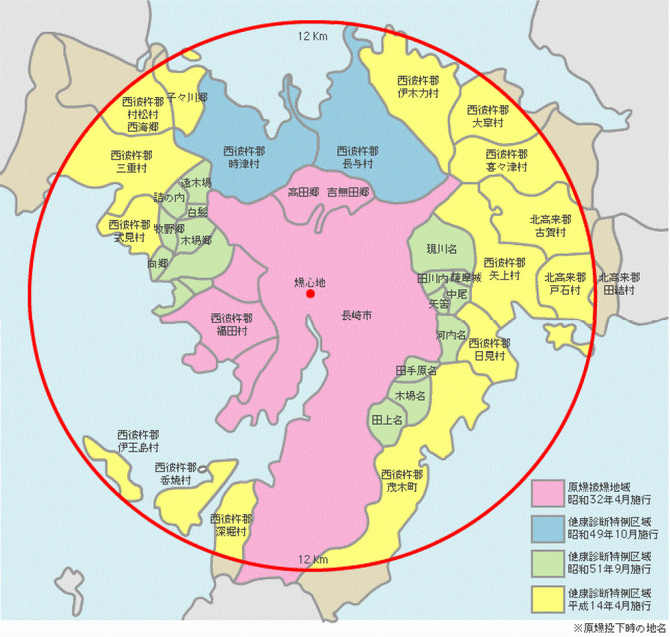 12 Km
西彼杵郡
村松村
西海郷
子々川郷
西彼杵郡
伊木力村
西彼杵郡
大草村
西彼杵郡
三重村
西彼杵郡
時津村
西彼杵郡
長与村
西彼杵郡
喜々津村
遠木場
詰の内
白髪
高田郷
吉無田郷
西彼杵郡
式見村
牧野郷
木場郷
向郷
北高来郡
古賀村
現川名
西彼杵郡
矢上村
田川内
薩摩城
中尾
矢筈
北高来郡
戸石村
北高来郡
田結村
爆心地
長崎市
西彼杵郡
福田村
河内名
西彼杵郡
日見村
田手原名
木場名
田上名
西彼杵郡
伊王島村
西彼杵郡
香焼村
西彼杵郡
茂木町
西彼杵郡
深堀村
12 Km
原爆被爆地域
昭和32年4月施行
健康診断特例区域
昭和49年10月施行
健康診断特例区域
昭和51年9月施行
健康診断特例区域
平成14年4月施行
※原爆投下時の地名